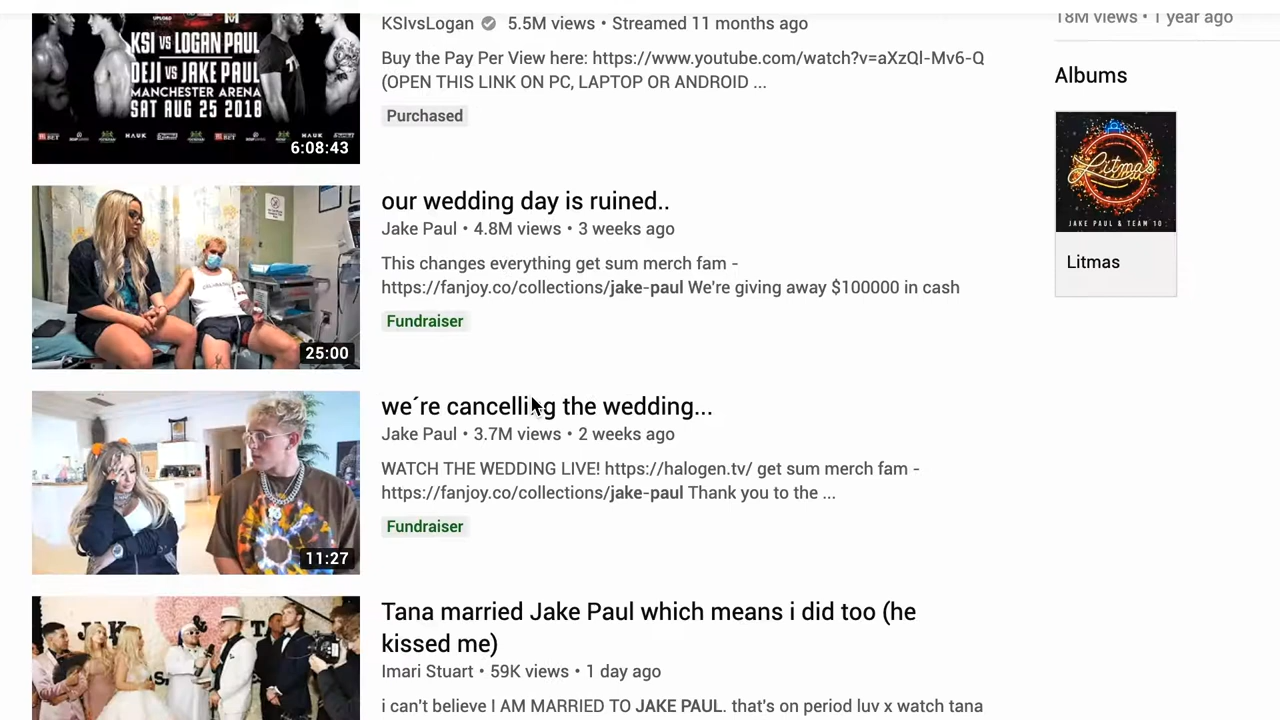 KSIvsLogan 5.5M views • Streamed 11 months ago
Buy the Pay Per View here: https://www.youtube.com/watch?v=aXzQl-Mv6-Q
(OPEN THIS LINK ON PC, LAPTOP OR ANDROID ...
Purchased
KSI VS LOGAN PAUL
DEJI VS JAKE PAUL
MANCHESTER ARENA
SAT AUG 25 2018
6:08:43
our wedding day is ruined..
Jake Paul • 4.8M views • 3 weeks ago
This changes everything get sum merch fam -
https://fanjoy.co/collections/jake-paul We're giving away $100000 in cash
Fundraiser
25:00
we´re cancelling the wedding...
Jake Paul • 3.7M views • 2 weeks ago
WATCH THE WEDDING LIVE! https://halogen.tv/ get sum merch fam -
https://fanjoy.co/collections/jake-paul Thank you to the ...
Fundraiser
11:27
Tana married Jake Paul which means i did too (he
kissed me)
Imari Stuart • 59K views • 1 day ago
i can't believe I AM MARRIED TO JAKE PAUL. that's on period luv x watch tana
18M views • 1 year ago
Albums
Litmas
JAKE PAUL & TEAM 10
Litmas